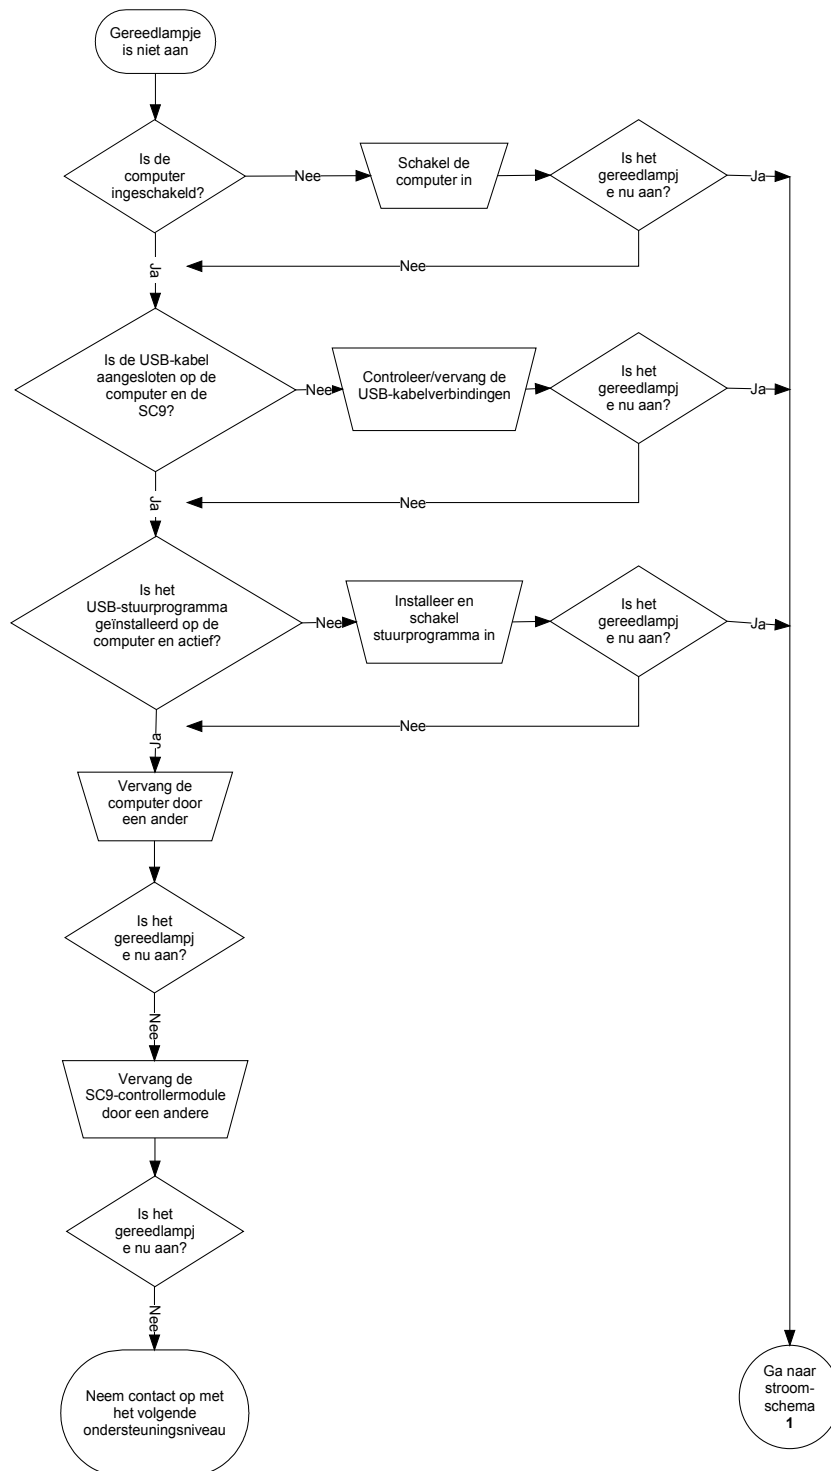 Gereedlampje
is niet aan
Is de
computer
ingeschakeld?
Nee
Schakel de
computer in
Is het
gereedlampj
e nu aan?
Ja
Nee
Ja
Is de USB-kabel
aangesloten op de
computer en de
SC9?
Nee
Controleer/vervang de
USB-kabelverbindingen
Is het
gereedlampj
e nu aan?
Ja
Nee
Ja
Is het
USB-stuurprogramma
geïnstalleerd op de
computer en actief?
Nee
Installeer en
schakel
stuurprogramma in
Is het
gereedlampj
e nu aan?
Ja
Nee
Ja
Vervang de
computer door
een ander
Is het
gereedlampj
e nu aan?
Nee
Vervang de
SC9-controllermodule
door een andere
Is het
gereedlampj
e nu aan?
Nee
Neem contact op met
het volgende
ondersteuningsniveau
Ga naar
stroom-
schema
1